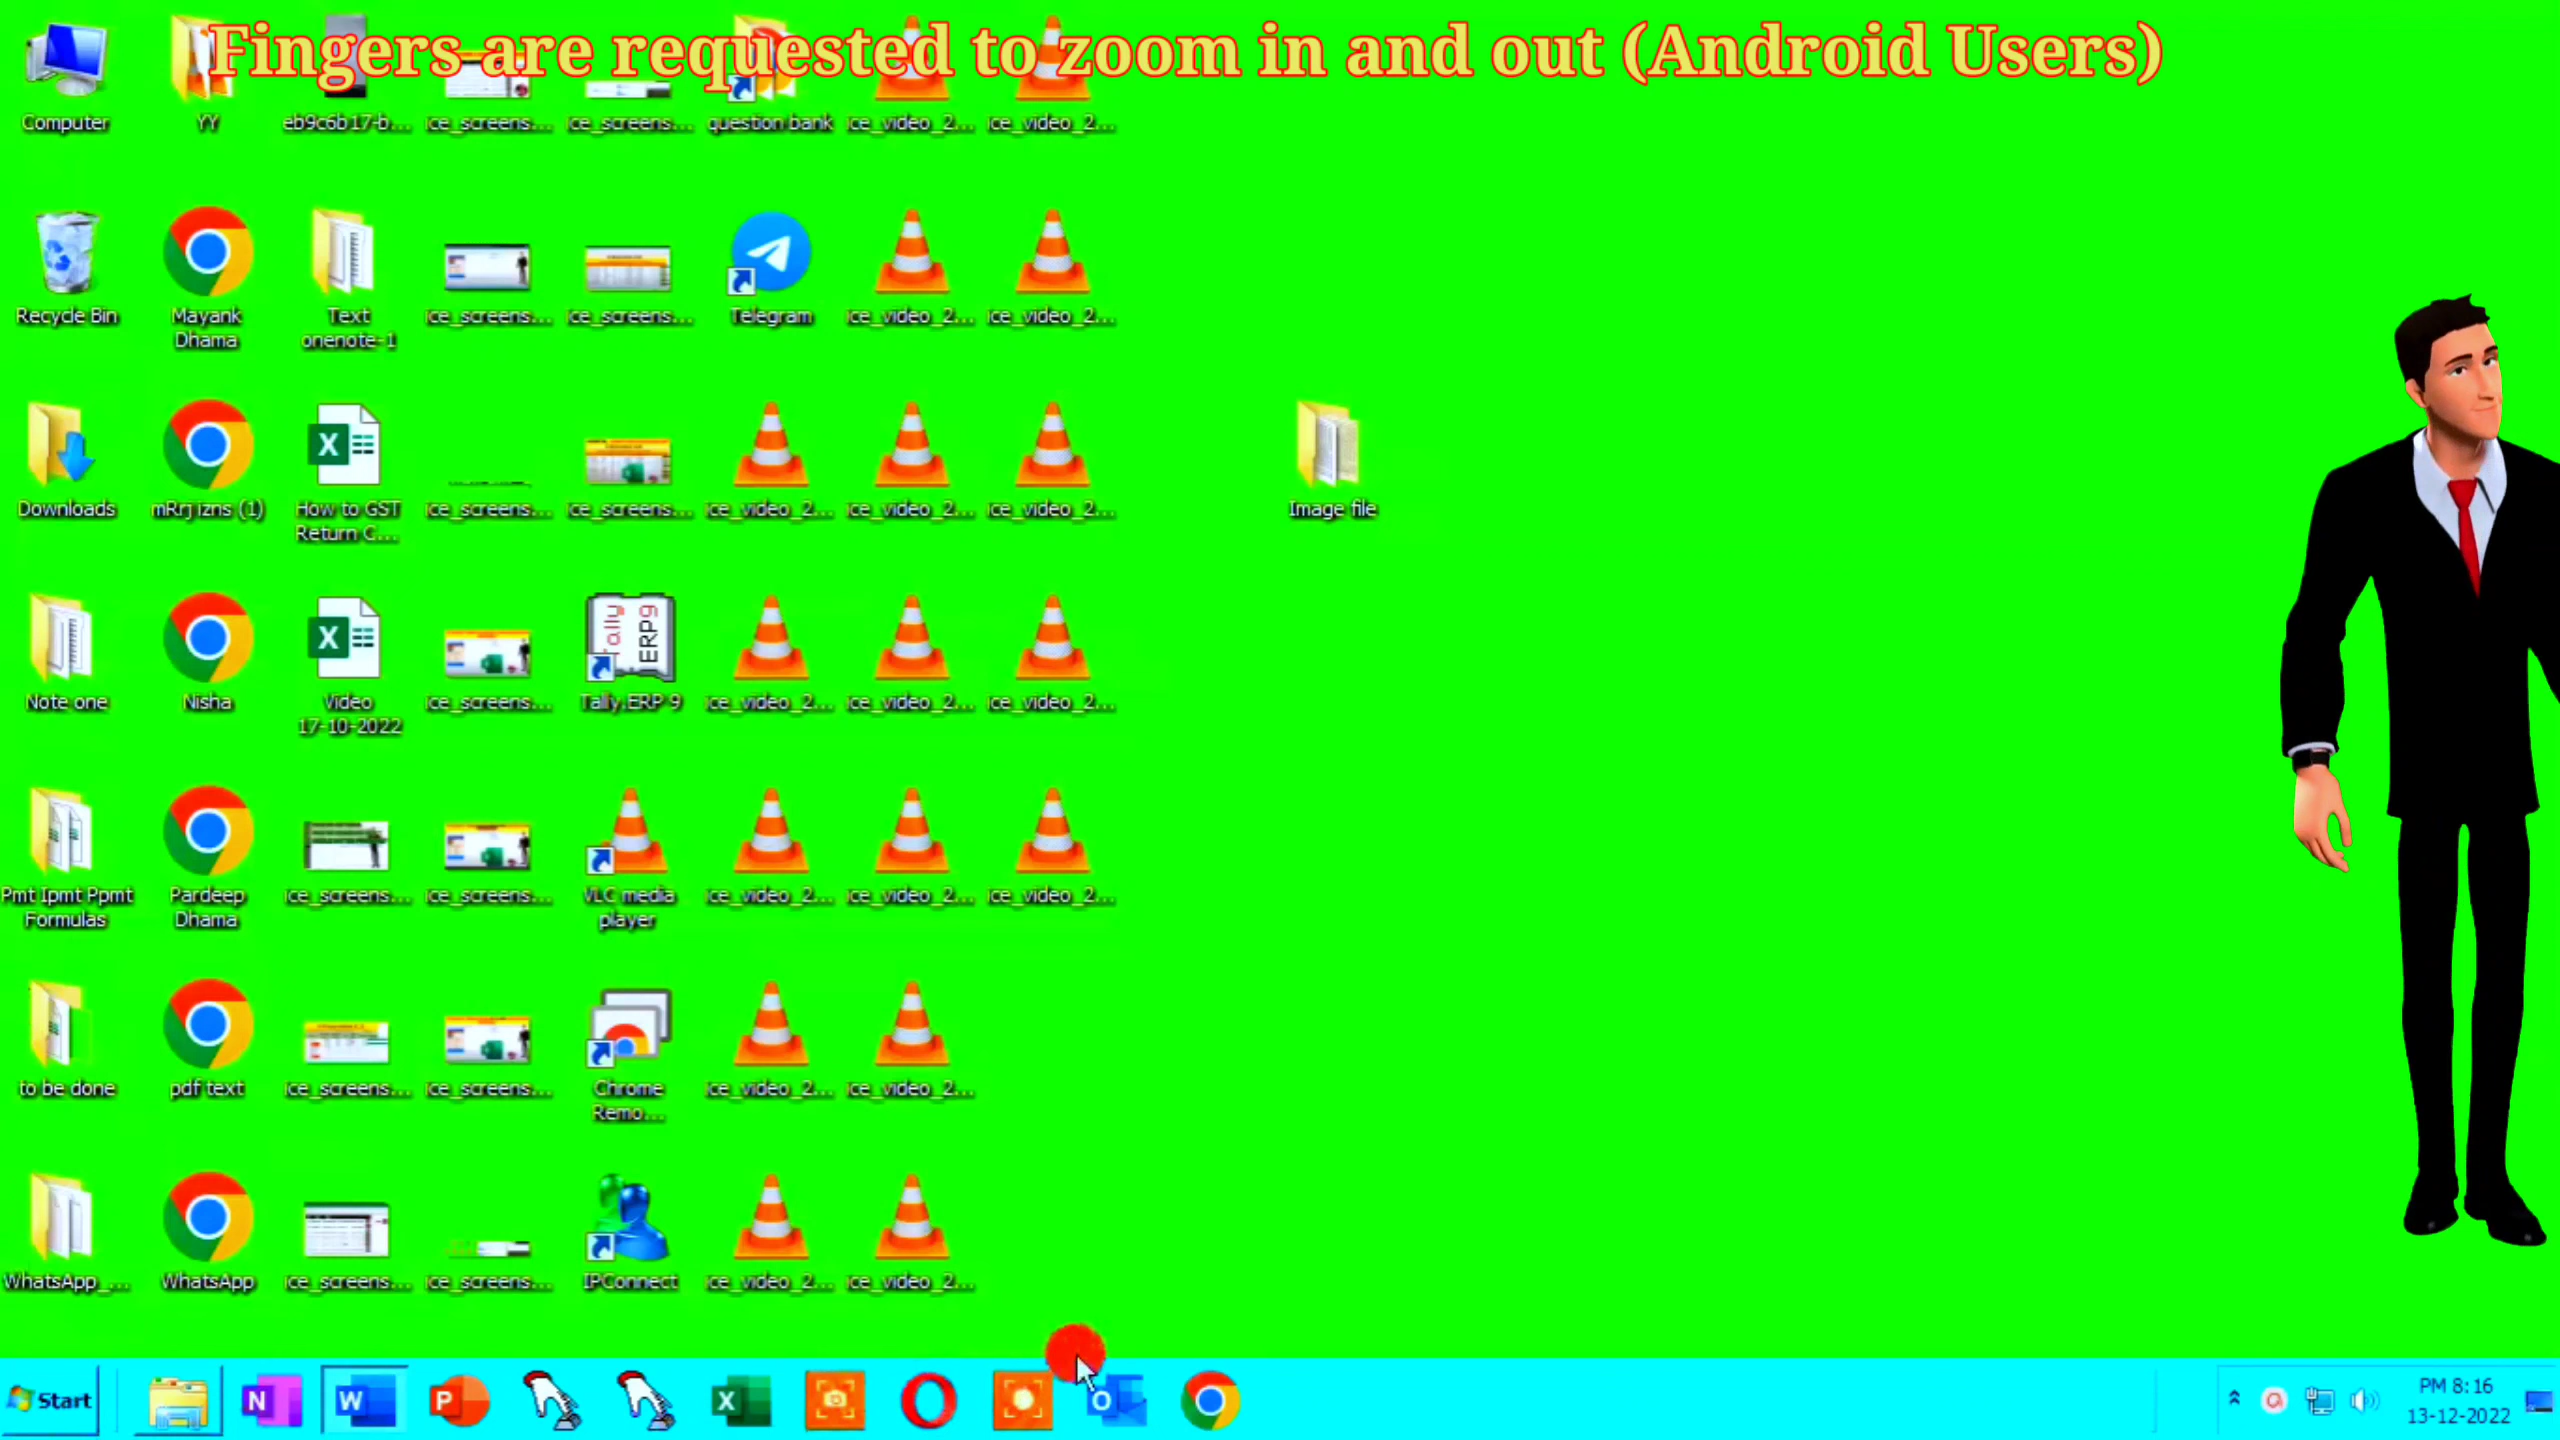 Fingers are requested to zoom in and out (Android Users)
Computer
YY
eb9c6b17-b...
ice_screens...
ice_screens...
question bank
ice_video_2...
ice_video_2...
Recycle Bin
Mayank
Dhama
Text
onenote-1
ice_screens...
ice_screens...
Telegram
ice_video_2...
ice_video_2...
Downloads
mRrj izns (1)
How to GST
Return C...
ice_screens...
ice_screens...
ice_video_2...
ice_video_2...
ice_video_2...
Image file
Note one
Nisha
Video
17-10-2022
ice_screens...
Tally
ERP9
Tally.ERP 9
ice_video_2...
ice_video_2...
ice_video_2...
Pmt Ipmt Ppmt
Formulas
Pardeep
Dhama
ice_screens...
ice_screens...
VLC media
player
ice_video_2...
ice_video_2...
ice_video_2...
to be done
pdf text
ice_screens...
ice_screens...
Chrome
Remo...
ice_video_2...
ice_video_2...
WhatsApp_...
WhatsApp
ice_screens...
ice_screens...
IPConnect
ice_video_2...
ice_video_2...
Start
PM 8:16
13-12-2022